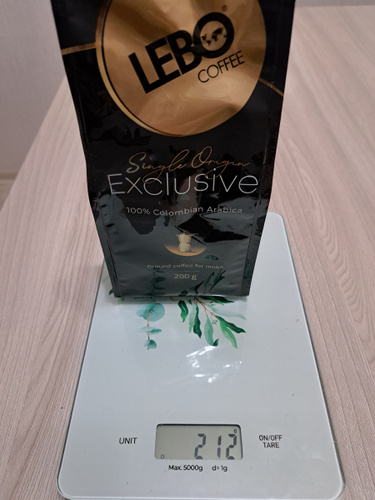 LEBO
COFFEE
Single Origin
Exclusive
100% Colombian Arabica
Ground coffee for moka
200 g
UNIT
212
g
0
ON/OFF
TARE
Max. 5000g d=1g